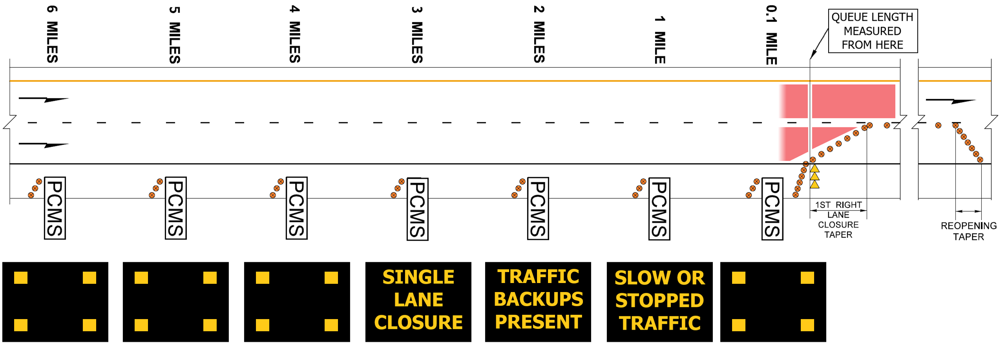 6 MILES
5 MILES
4 MILES
3 MILES
2 MILES
1 MILE
0.1 MILE
QUEUE LENGTH
MEASURED
FROM HERE
PCMS
PCMS
PCMS
PCMS
PCMS
PCMS
PCMS
1ST RIGHT
LANE
CLOSURE
TAPER
REOPENING
TAPER
SINGLE
LANE
CLOSURE
TRAFFIC
BACKUPS
PRESENT
SLOW OR
STOPPED
TRAFFIC